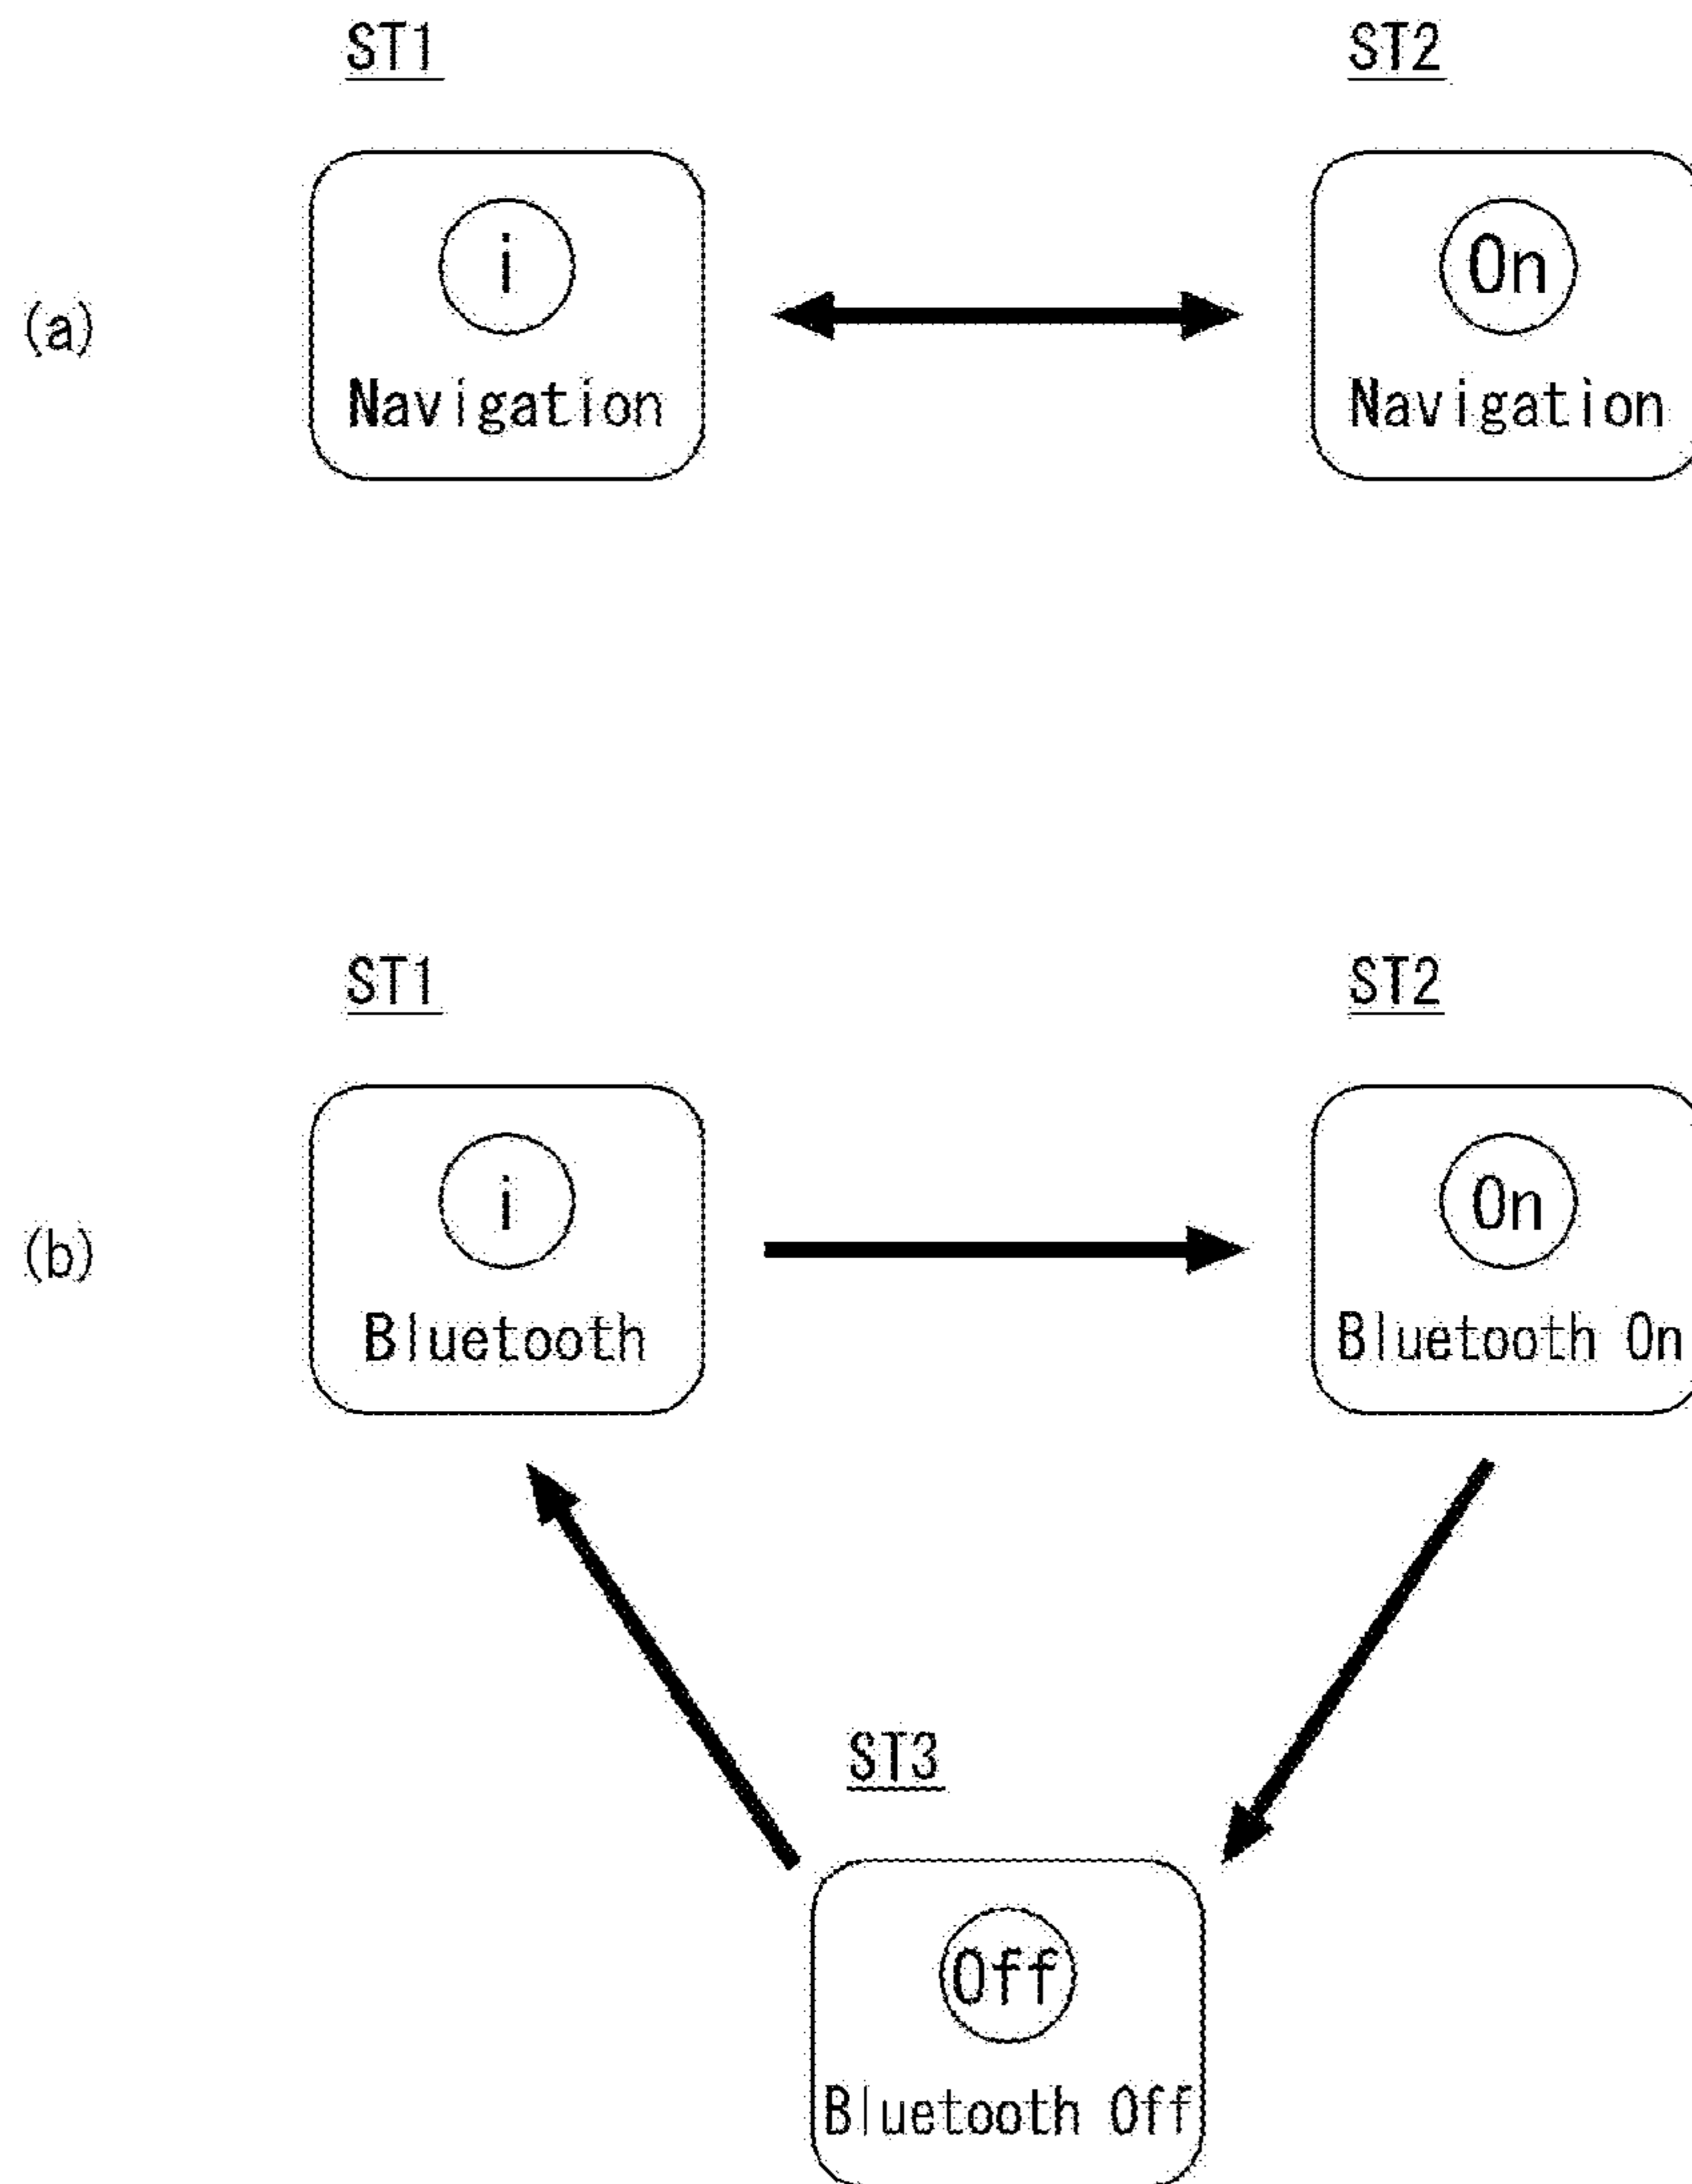 ST1 ST2
i On
(a)
Navigation Navigation
ST1 ST2
i On
(b)
Bluetooth Bluetooth On
ST3
Off
Bluetooth Off